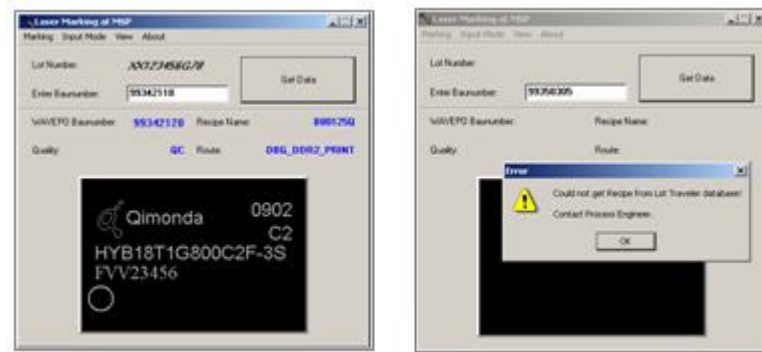 Laser Marking at MSP
Marking Input Mode View About
Lot Number:
Enter Baunumber: 99342118
Get Data
WAVEPO Baunumber: 99342120 Recipe Name:
Quality: QC Route: DBG_DDR2_PRINT
Qimonda 0902
C2
HYB18T1G800C2F-3S
FVV23456
Laser Marking at MSP
Marking Input Mode View About
Lot Number:
Enter Baunumber: 99350305
Get Data
WAVEPO Baunumber: Recipe Name:
Quality: Route:
Error
Could not get Recipe From Lot Traveler database!
Contact Process Engineer.
OK